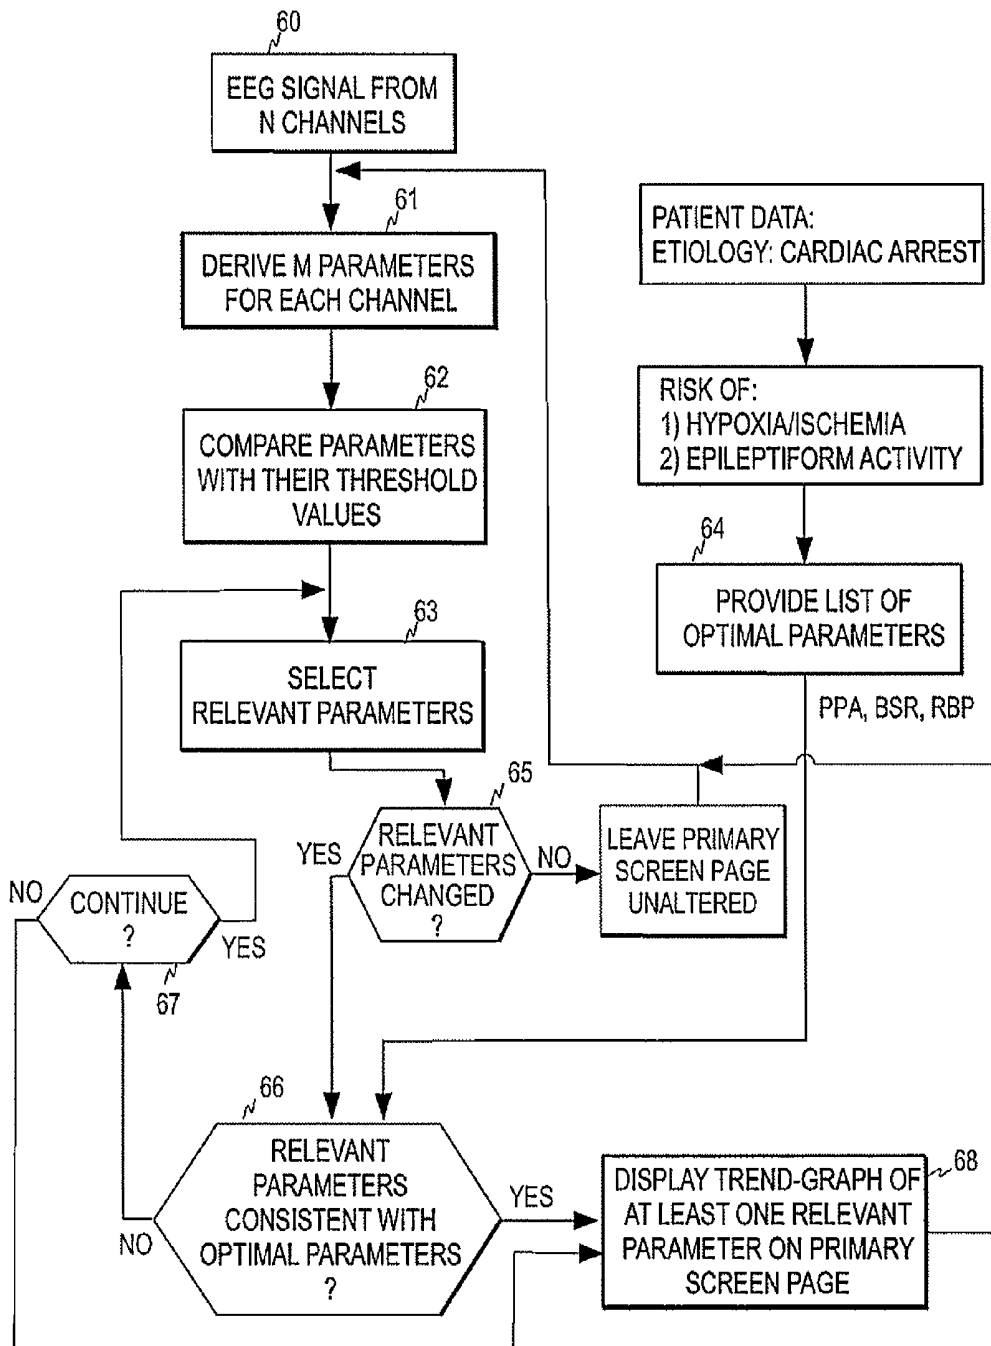 60
EEG SIGNAL FROM
N CHANNELS
61
DERIVE M PARAMETERS
FOR EACH CHANNEL
PATIENT DATA:
ETIOLOGY: CARDIAC ARREST
62
COMPARE PARAMETERS
WITH THEIR THRESHOLD
VALUES
RISK OF:
1) HYPOXIA/ISCHEMIA
2) EPILEPTIFORM ACTIVITY
63
SELECT
RELEVANT PARAMETERS
64
PROVIDE LIST OF
OPTIMAL PARAMETERS
PPA, BSR, RBP
65
RELEVANT
PARAMETERS
CHANGED
?
YES
NO
LEAVE PRIMARY
SCREEN PAGE
UNALTERED
NO
CONTINUE
?
YES
67
66
RELEVANT
PARAMETERS
CONSISTENT WITH
OPTIMAL PARAMETERS
?
NO
YES
68
DISPLAY TREND-GRAPH OF
AT LEAST ONE RELEVANT
PARAMETER ON PRIMARY
SCREEN PAGE